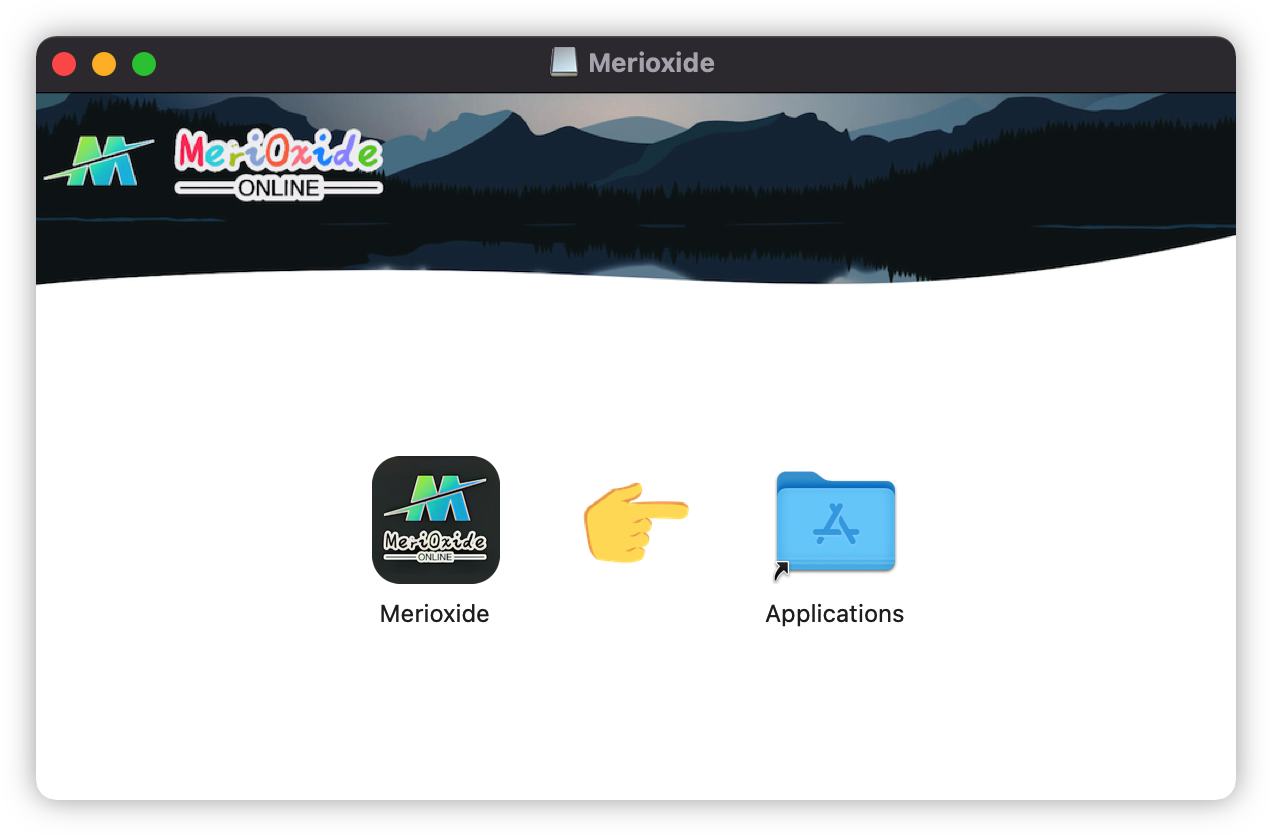 Merioxide
MeriOxide
ONLINE
MeriOxide
ONLINE
Merioxide
Applications